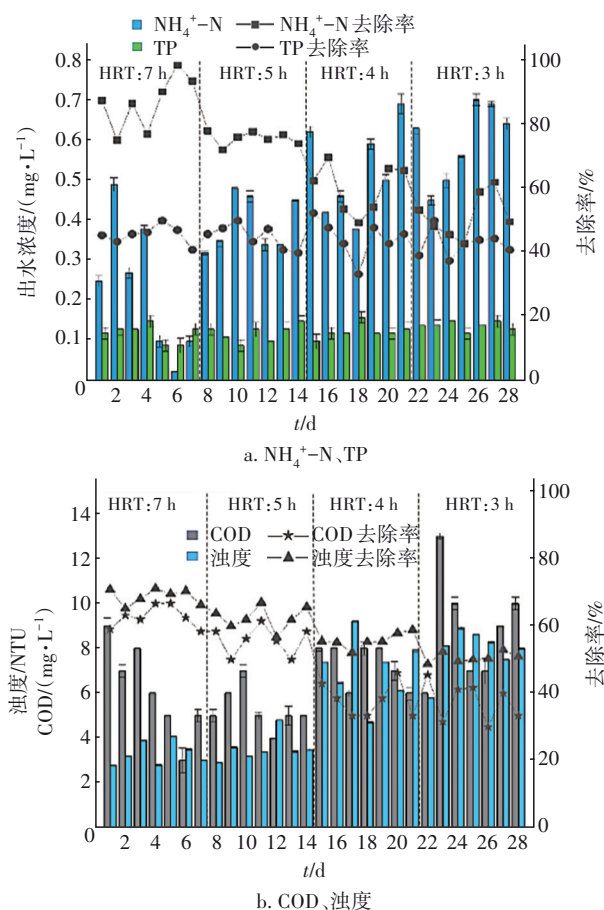 NH₄⁺-N NH₄⁺-N去除率
TP TP去除率
HRT:7 h HRT:5 h HRT:4 h HRT:3 h
出水浓度/(mg·L⁻¹)
0.8
0.7
0.6
0.5
0.4
0.3
0.2
0.1
0
去除率/%
100
80
60
40
20
0
2 4 6 8 10 12 14 16 18 20 22 24 26 28
t/d
a. NH₄⁺-N、TP
HRT:7 h HRT:5 h HRT:4 h HRT:3 h
COD COD去除率
浊度 浊度去除率
浊度/NTU
COD/(mg·L⁻¹)
14
12
10
8
6
4
2
0
去除率/%
100
80
60
40
20
0
2 4 6 8 10 12 14 16 18 20 22 24 26 28
t/d
b. COD、浊度